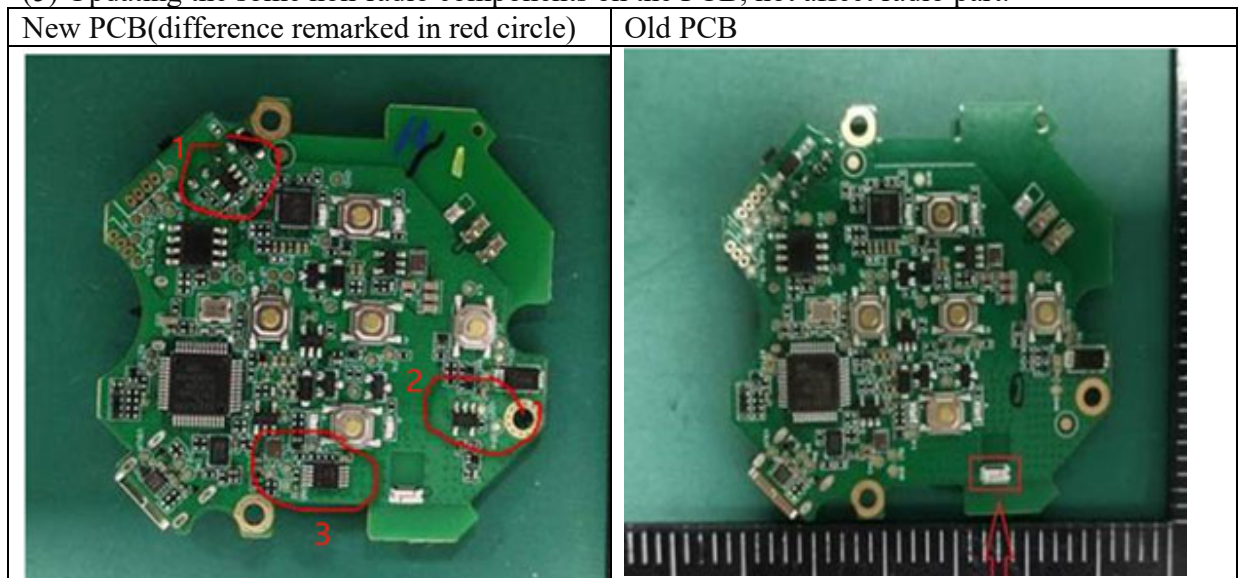 (3) Updating the some non radio components on the PCB, not affect radio part.
New PCB(difference remarked in red circle)
Old PCB
1
2
3